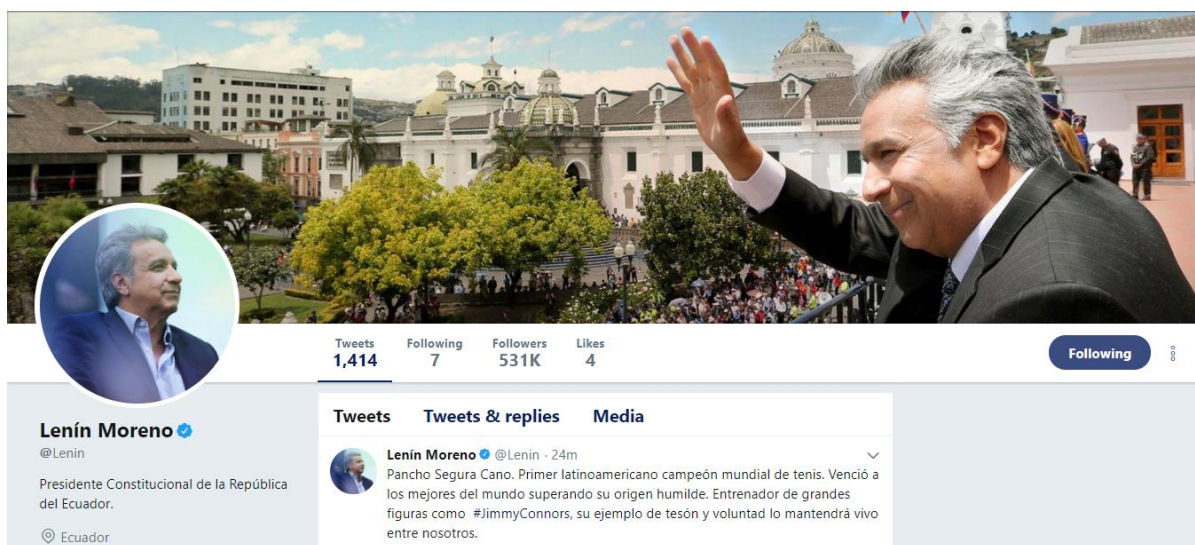 Tweets
1,414
Following
7
Followers
531K
Likes
4
Following
Lenín Moreno
@Lenin
Presidente Constitucional de la República
del Ecuador.
Ecuador
Tweets Tweets & replies Media
Lenín Moreno @Lenin · 24m
Pancho Segura Cano. Primer latinoamericano campeón mundial de tenis. Venció a
los mejores del mundo superando su origen humilde. Entrenador de grandes
figuras como #JimmyConnors, su ejemplo de tesón y voluntad lo mantendrá vivo
entre nosotros.